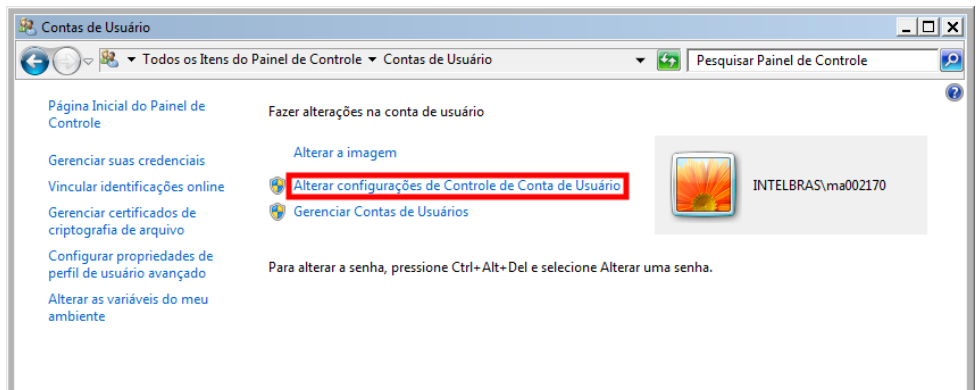 Contas de Usuário
Todos os Itens do Painel de Controle Contas de Usuário
Pesquisar Painel de Controle
Página Inicial do Painel de
Controle
Gerenciar suas credenciais
Vincular identificações online
Gerenciar certificados de
criptografia de arquivo
Configurar propriedades de
perfil de usuário avançado
Alterar as variáveis do meu
ambiente
Fazer alterações na conta de usuário
Alterar a imagem
Alterar configurações de Controle de Conta de Usuário
Gerenciar Contas de Usuários
INTELBRAS\ma002170
Para alterar a senha, pressione Ctrl+Alt+Del e selecione Alterar uma senha.